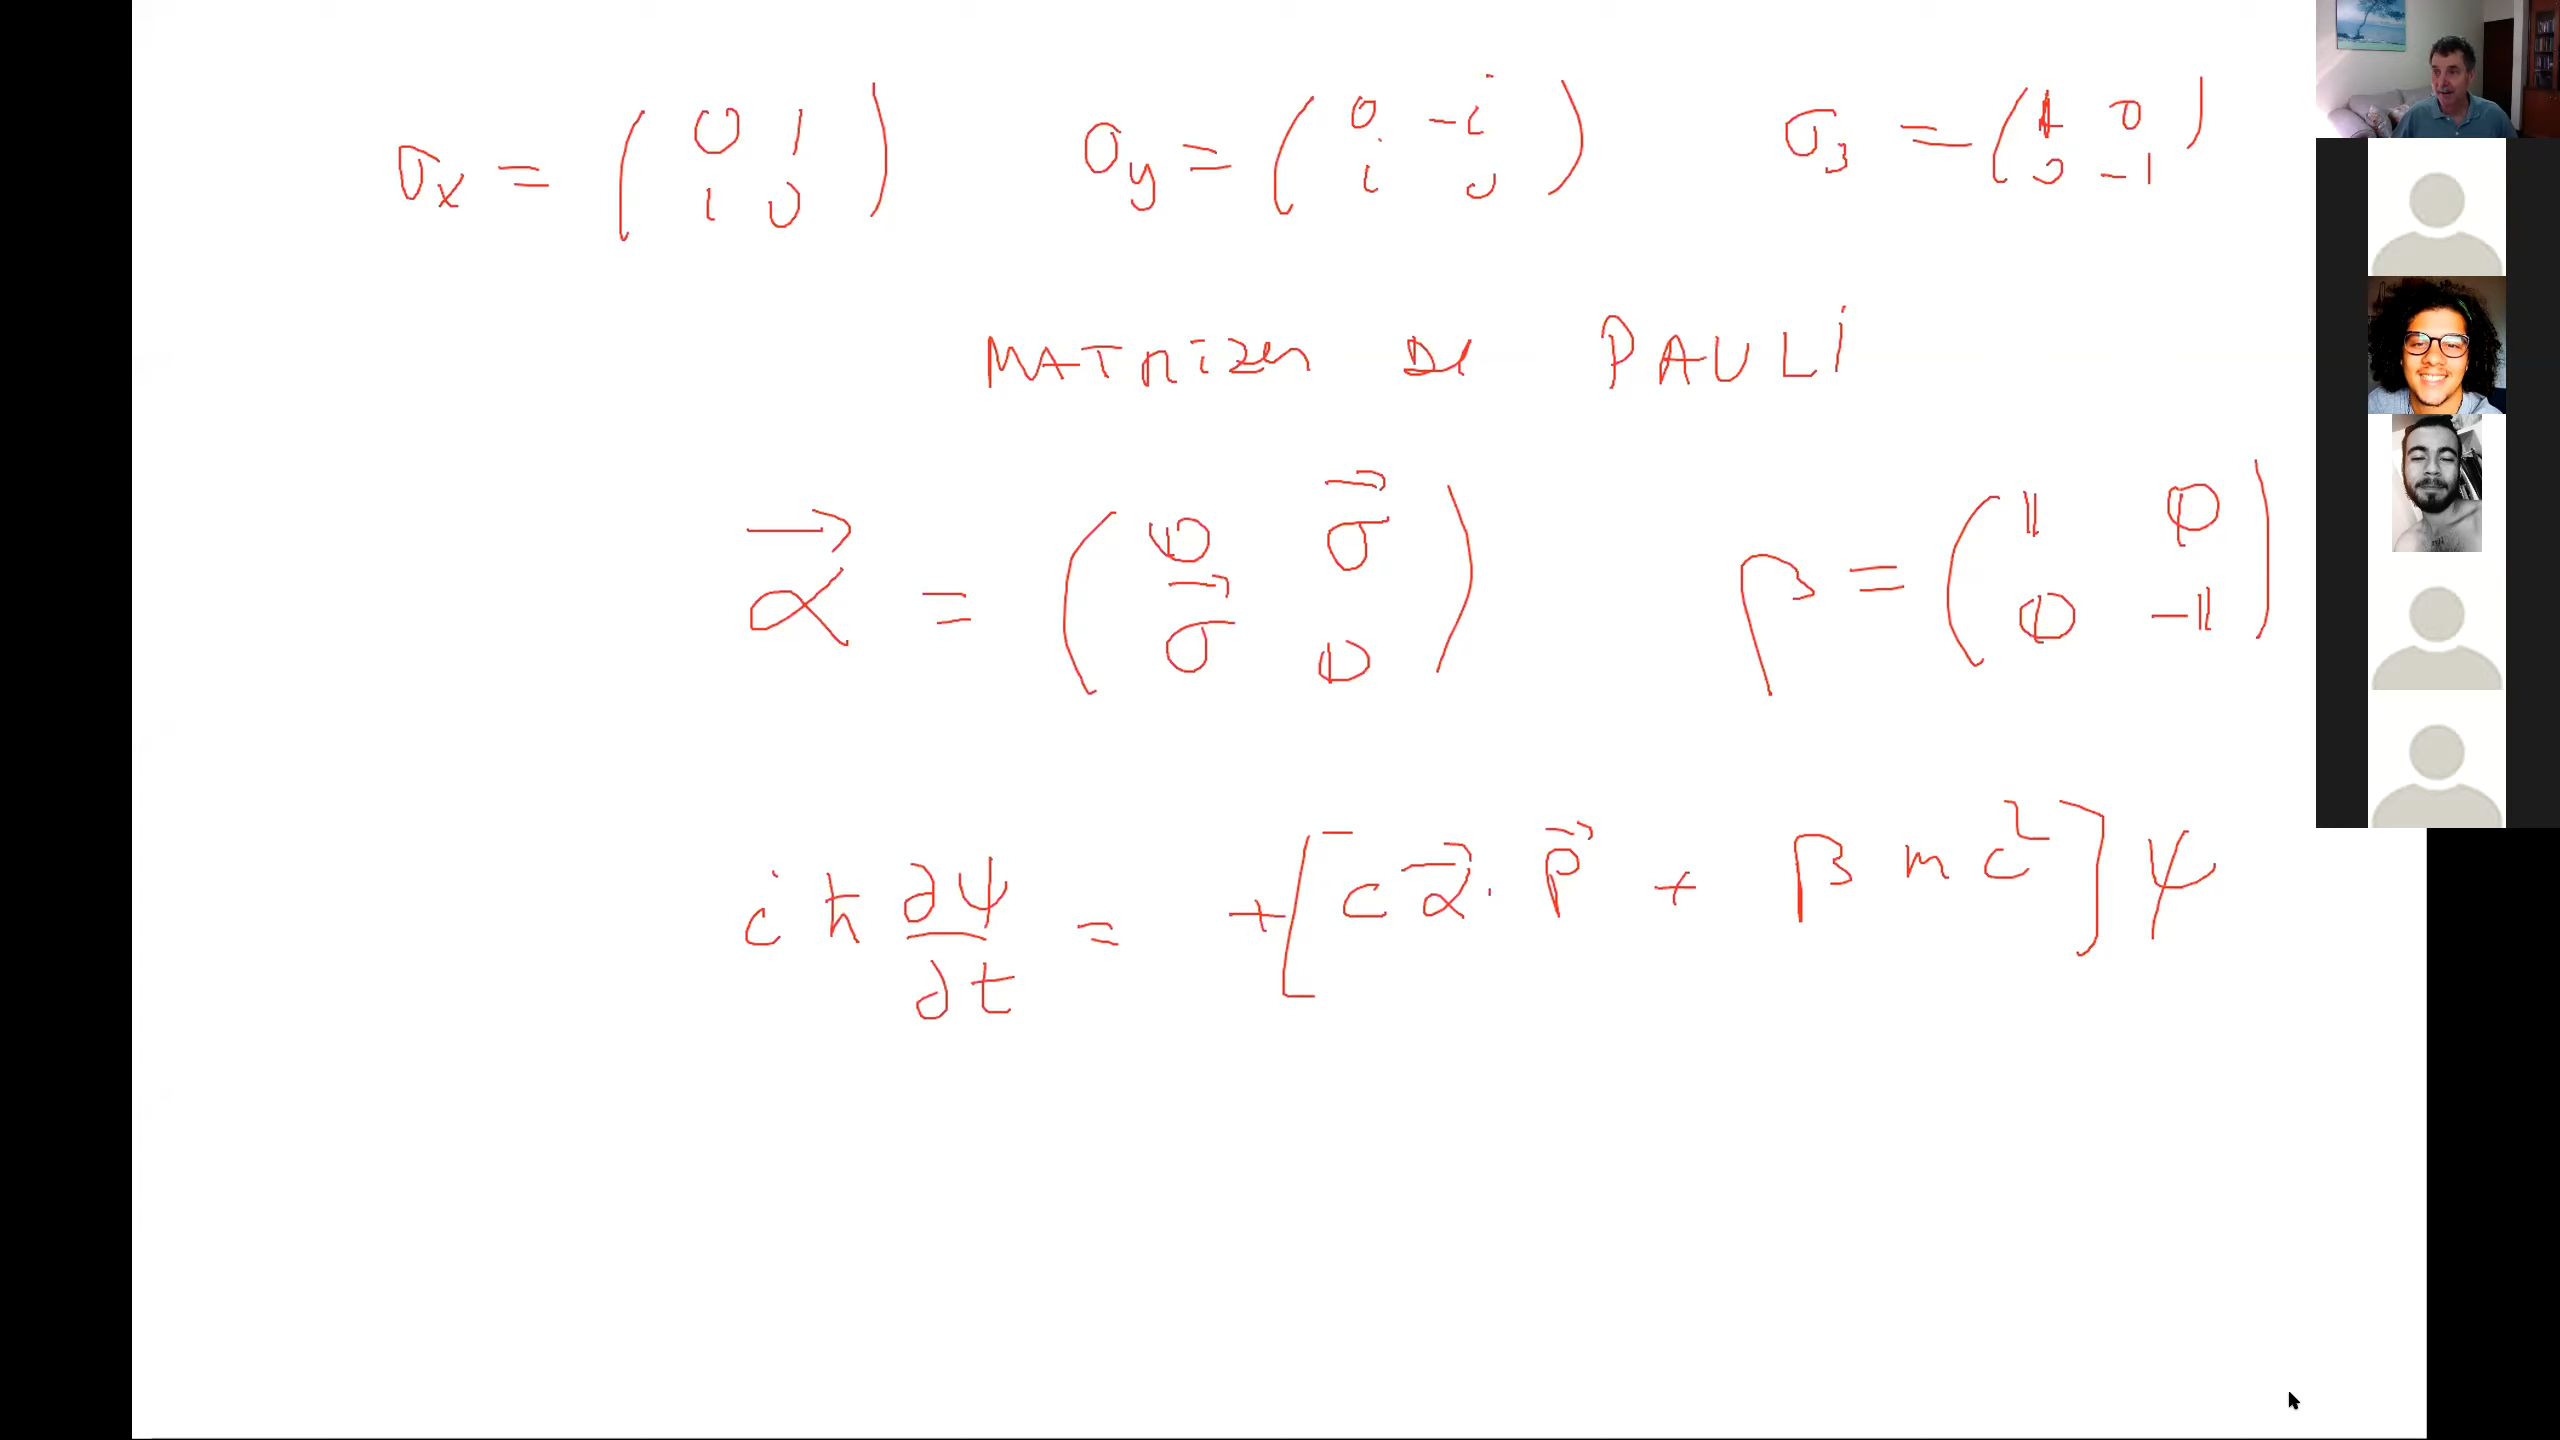 σx = ( 0 1 ; 1 0 ) σy = ( 0 -i ; i 0 ) σ3 = ( 1 0 ; 0 -1 )
MATRIZES DE PAULI
α⃗ = ( 𝟘 σ⃗ ; σ⃗ 𝟘 ) β = ( 𝟙 𝟘 ; 𝟘 -𝟙 )
iℏ ∂ψ/∂t = +[ c α⃗ · p⃗ + β m c² ] ψ